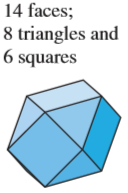 14 faces;
8 triangles and
6 squares